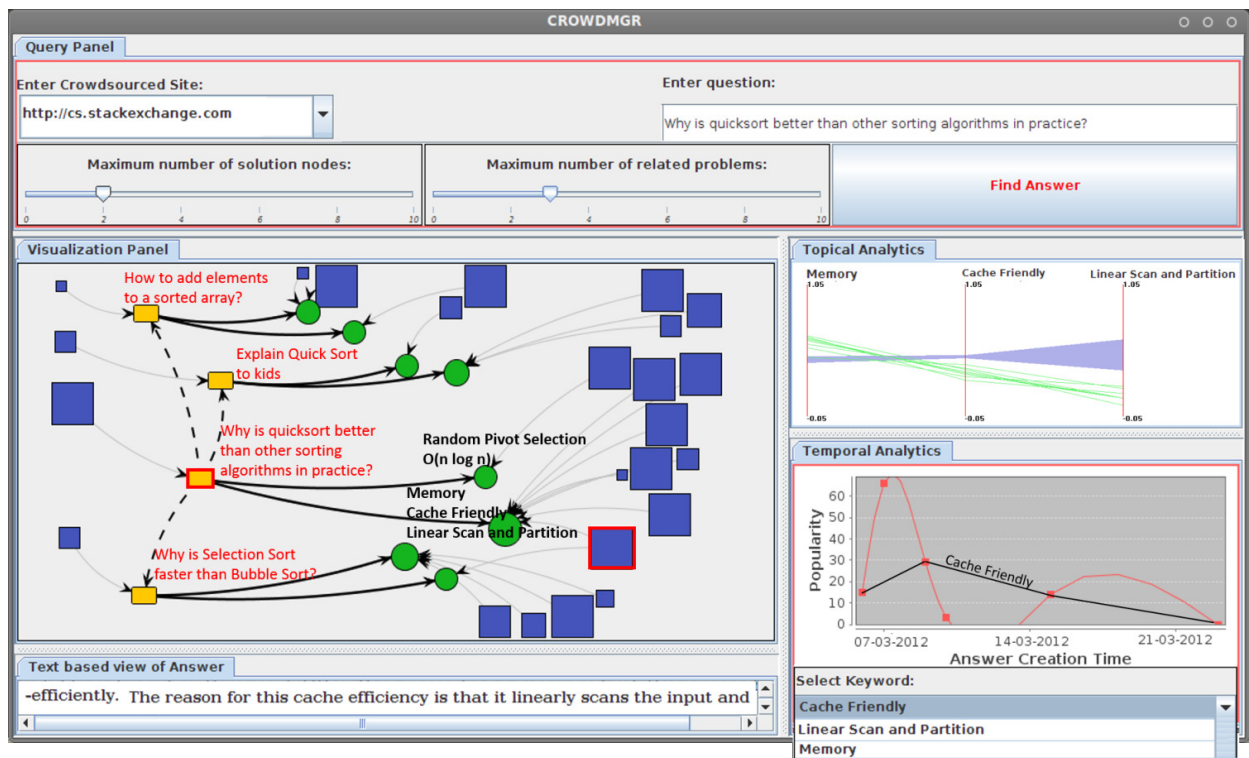 CROWDMGR
Query Panel
Enter Crowdsourced Site:
Enter question:
http://cs.stackexchange.com
Why is quicksort better than other sorting algorithms in practice?
Maximum number of solution nodes:
0 2 4 6 8 10
Maximum number of related problems:
0 2 4 6 8 10
Find Answer
Visualization Panel
How to add elements
to a sorted array?
Explain Quick Sort
to kids
Why is quicksort better
than other sorting
algorithms in practice?
Random Pivot Selection
O(n log n)
Memory
Cache Friendly
Linear Scan and Partition
Why is Selection Sort
faster than Bubble Sort?
Text based view of Answer
-efficiently. The reason for this cache efficiency is that it linearly scans the input and
Topical Analytics
Memory Cache Friendly Linear Scan and Partition
1.05 1.05 1.05
-0.05 -0.05 -0.05
Temporal Analytics
Popularity
60
50
40
30
20
10
0
Cache Friendly
07-03-2012 14-03-2012 21-03-2012
Answer Creation Time
Select Keyword:
Cache Friendly
Linear Scan and Partition
Memory